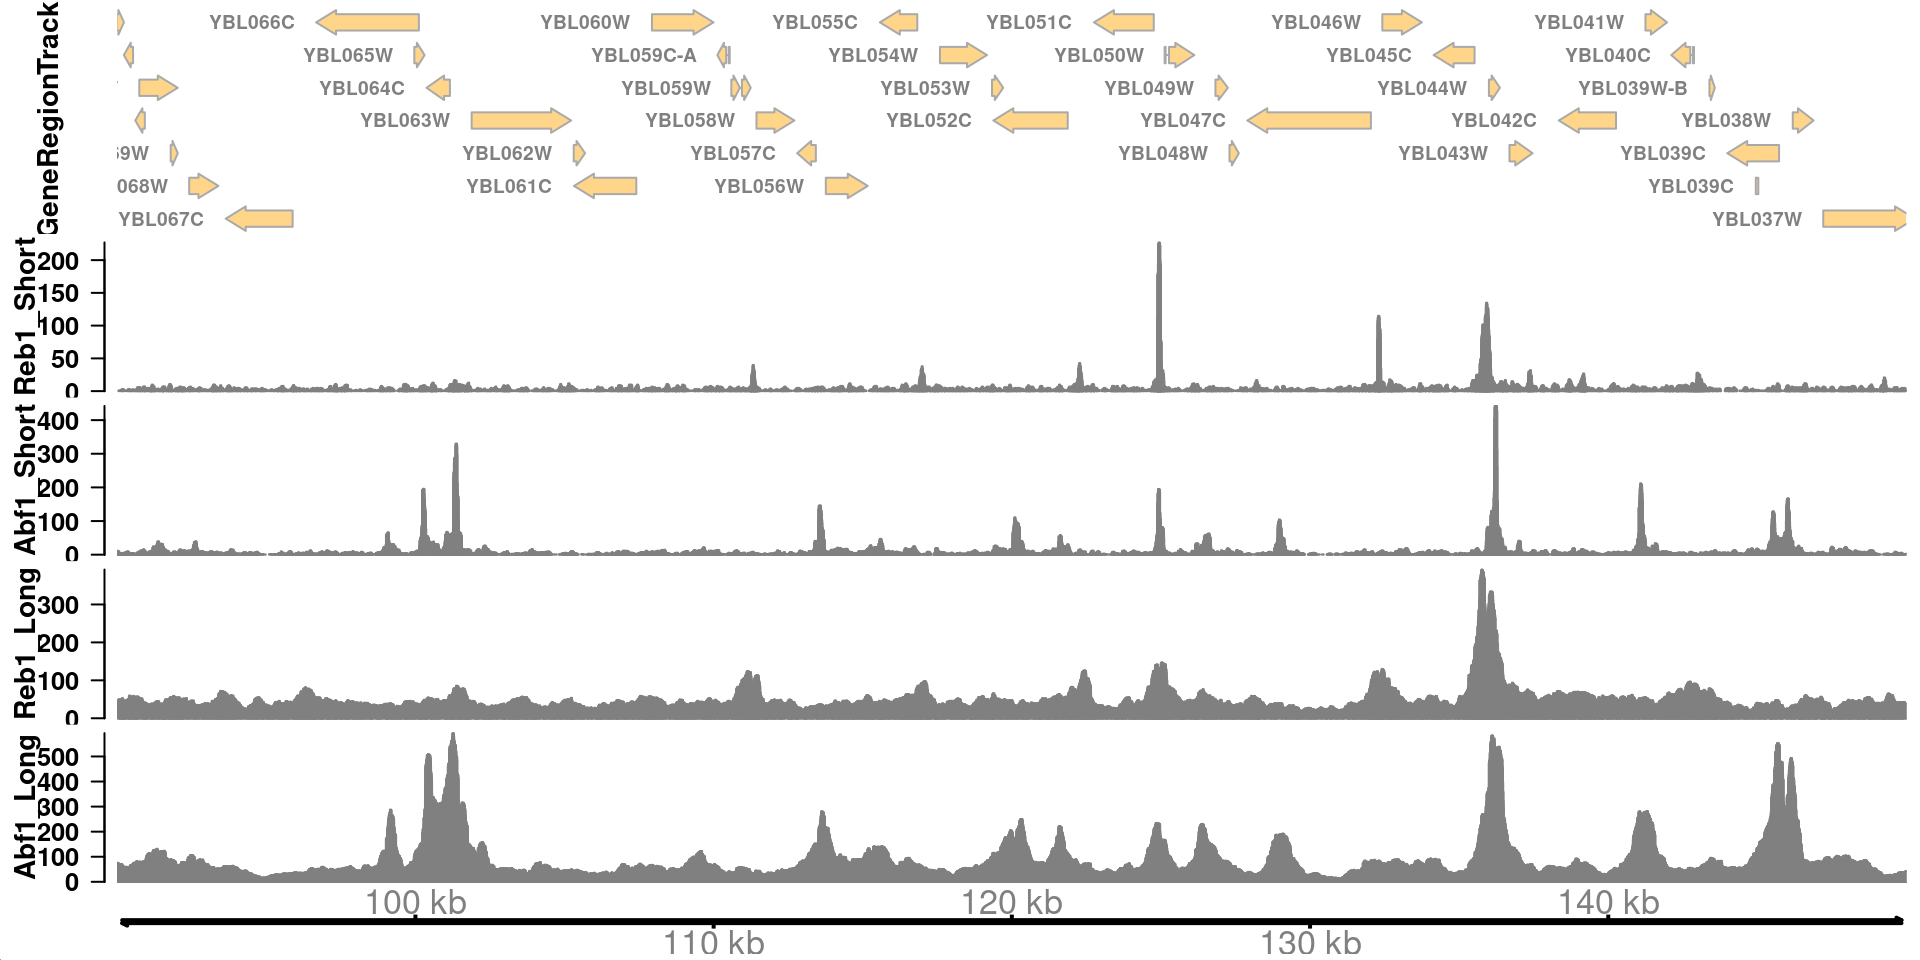 GeneRegionTrack
YBL066C YBL060W YBL055C YBL051C YBL046W YBL041W
YBL065W YBL059C-A YBL054W YBL050W YBL045C YBL040C
YBL064C YBL059W YBL053W YBL049W YBL044W YBL039W-B
YBL063W YBL058W YBL052C YBL047C YBL042C YBL038W
69W YBL062W YBL057C YBL048W YBL043W YBL039C
068W YBL061C YBL056W YBL039C
YBL067C YBL037W
Reb1_Short
200
150
100
50
0
Abf1_Short
400
300
200
100
0
Reb1_Long
300
200
100
0
Abf1_Long
500
400
300
200
100
0
100 kb 120 kb 140 kb
110 kb 130 kb